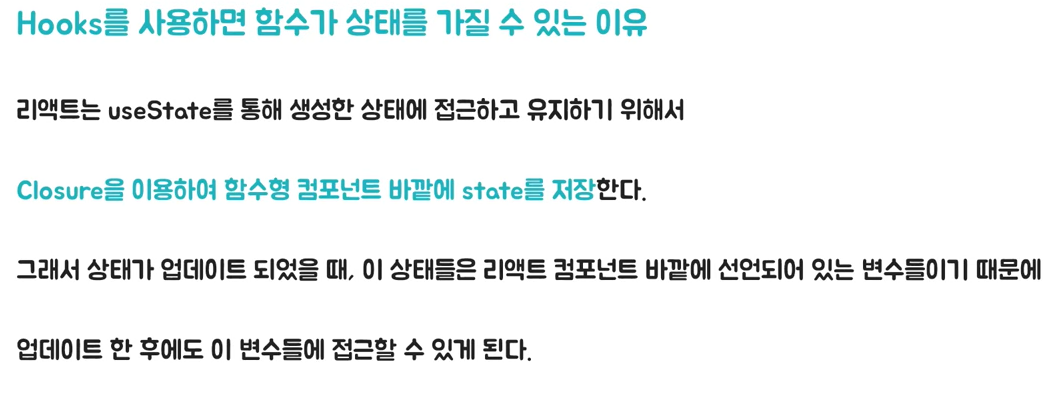 Hooks를 사용하면 함수가 상태를 가질 수 있는 이유
리액트는 useState를 통해 생성한 상태에 접근하고 유지하기 위해서
Closure을 이용하여 함수형 컴포넌트 바깥에 state를 저장한다.
그래서 상태가 업데이트 되었을 때, 이 상태들은 리액트 컴포넌트 바깥에 선언되어 있는 변수들이기 때문에
업데이트 한 후에도 이 변수들에 접근할 수 있게 된다.